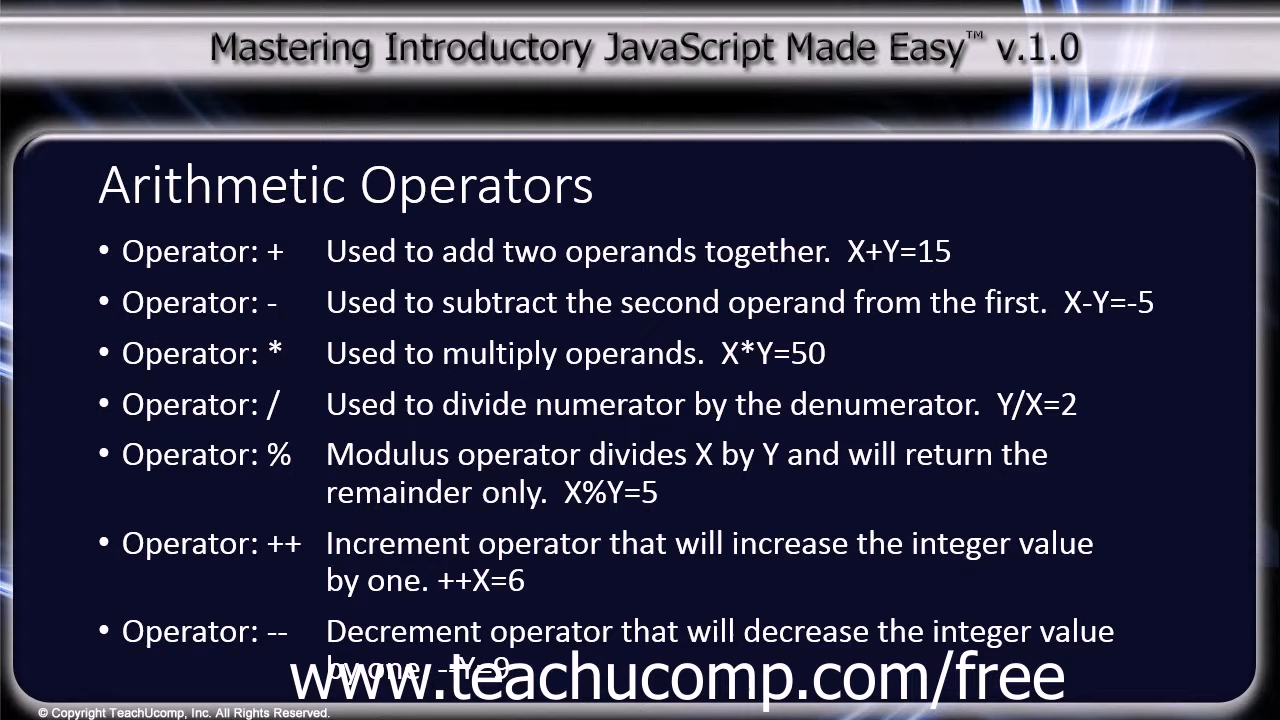 Mastering Introductory JavaScript Made Easy™ v.1.0
Arithmetic Operators
• Operator: + Used to add two operands together. X+Y=15
• Operator: - Used to subtract the second operand from the first. X-Y=-5
• Operator: * Used to multiply operands. X*Y=50
• Operator: / Used to divide numerator by the denumerator. Y/X=2
• Operator: % Modulus operator divides X by Y and will return the
remainder only. X%Y=5
• Operator: ++ Increment operator that will increase the integer value
by one. ++X=6
• Operator: -- Decrement operator that will decrease the integer value
by one. --Y=9
www.teachucomp.com/free
© Copyright TeachUcomp, Inc. All Rights Reserved.